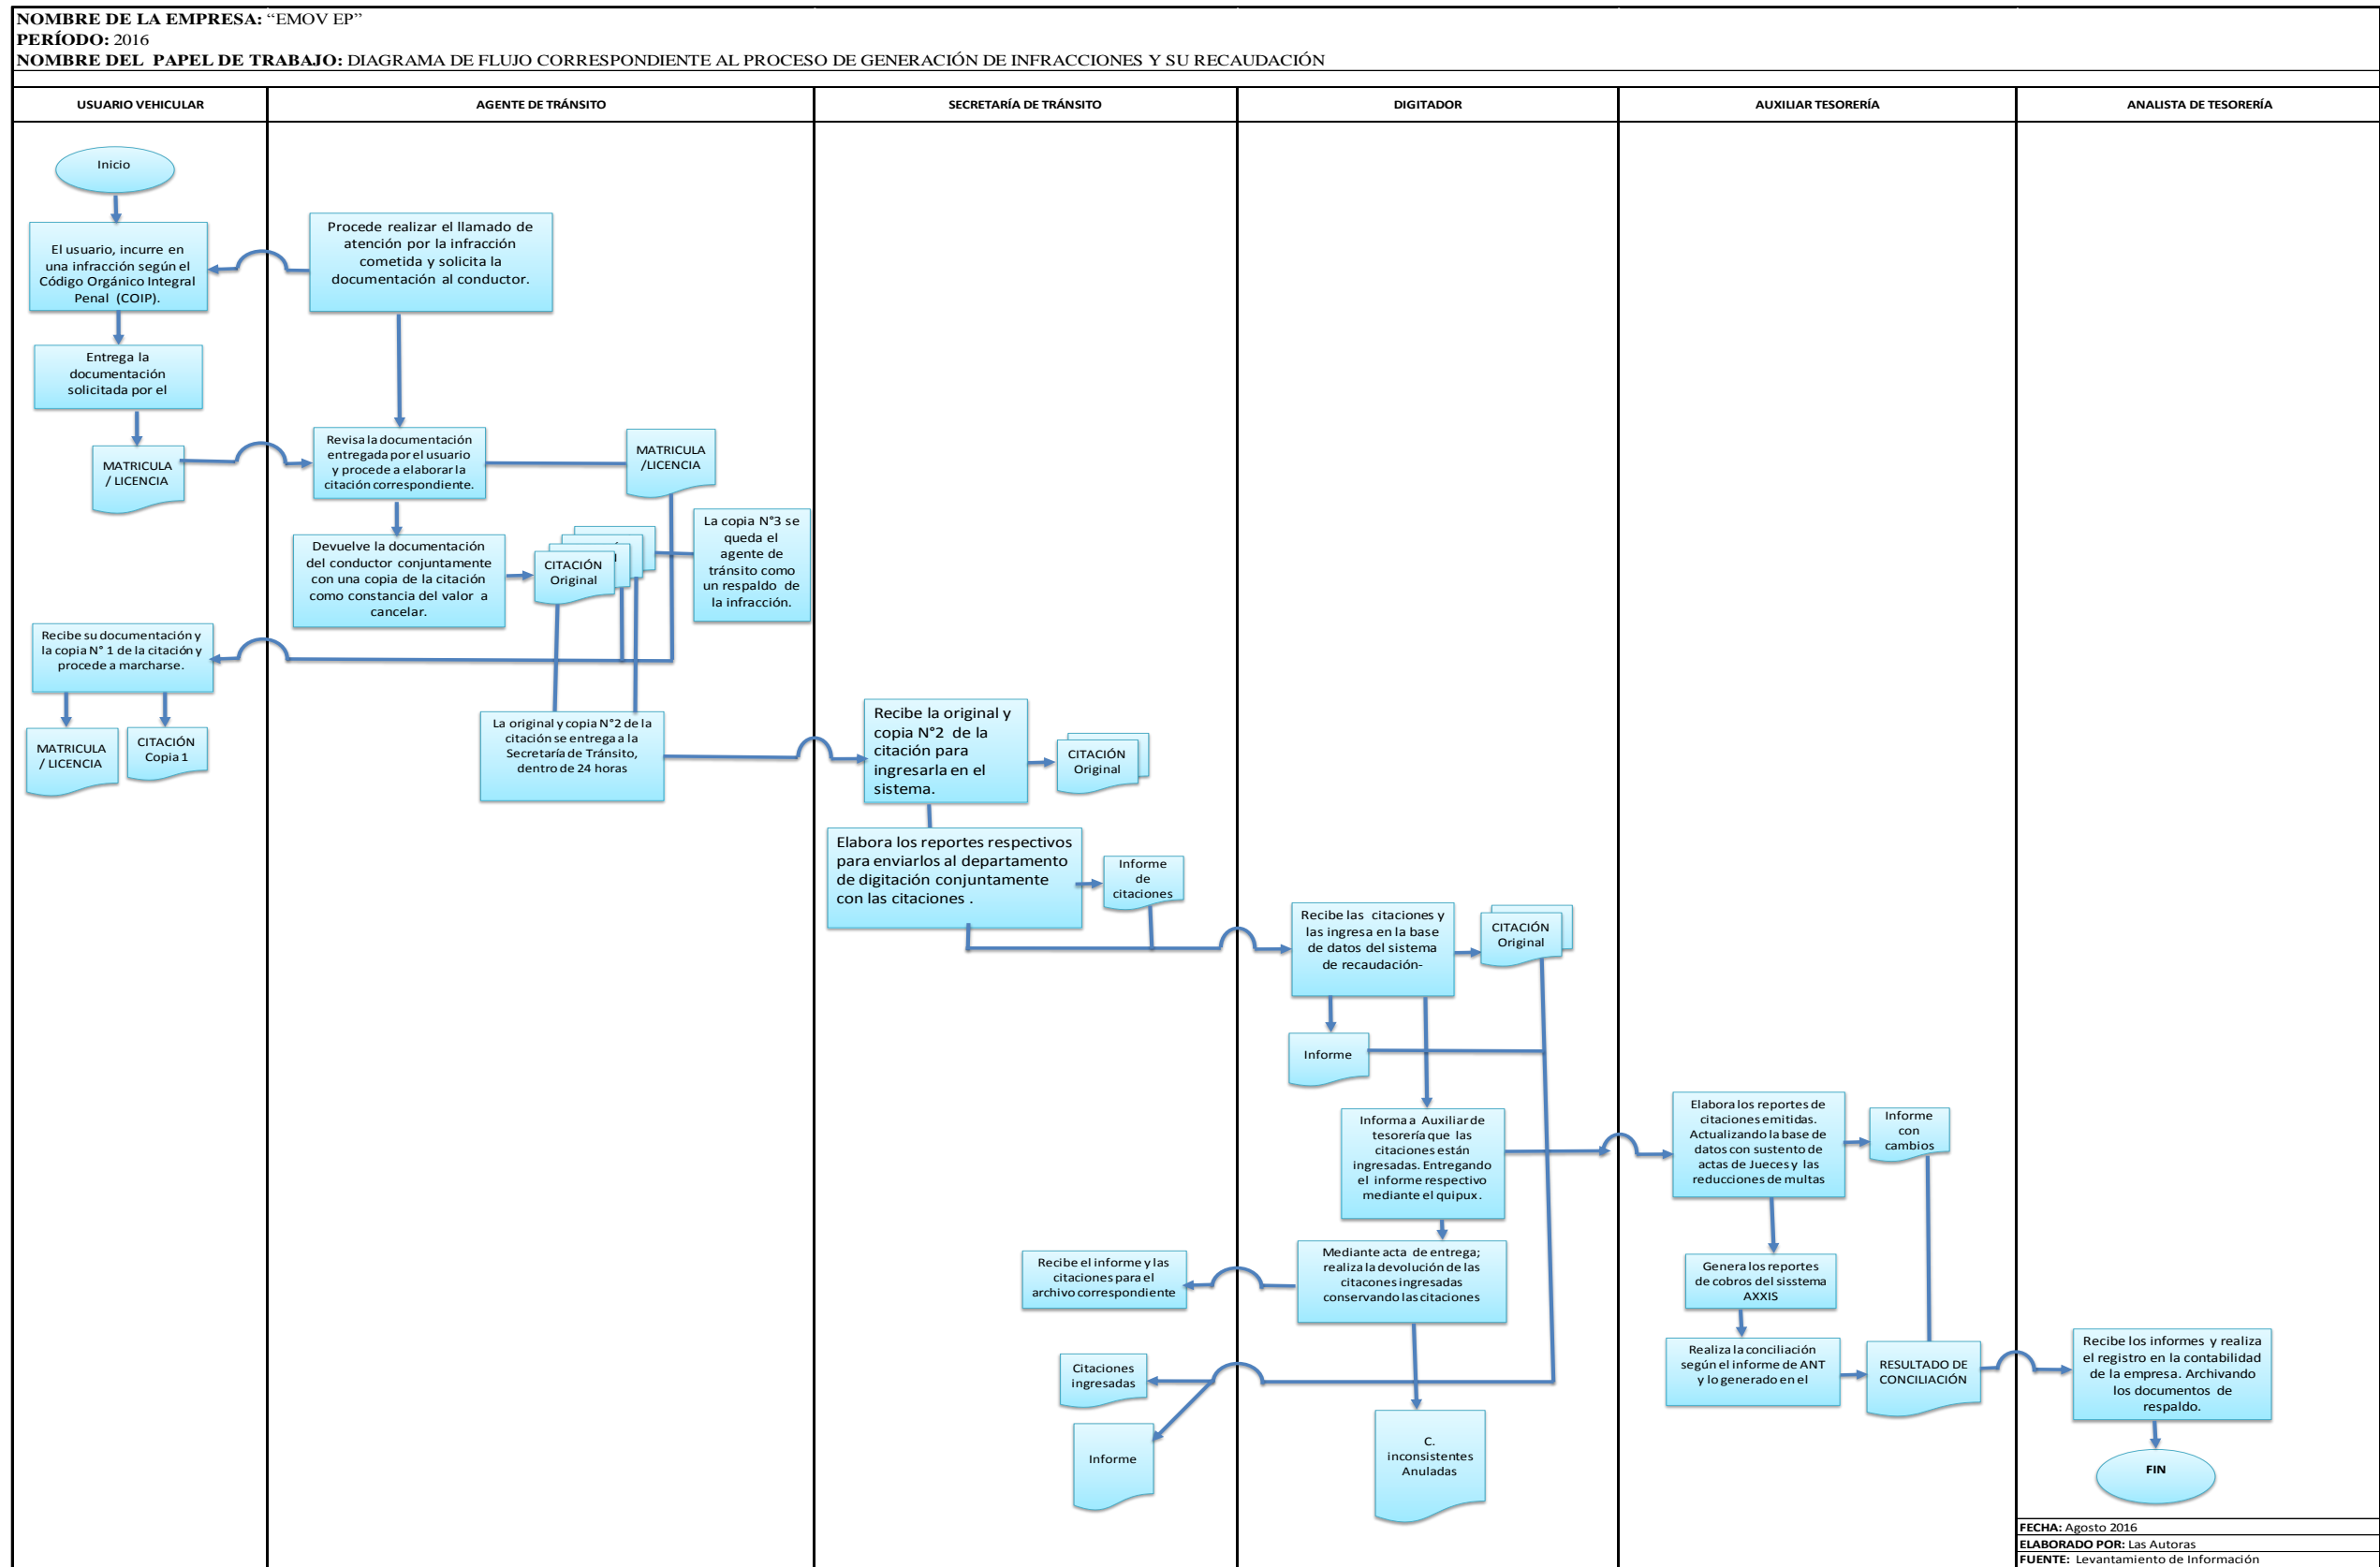 NOMBRE DE LA EMPRESA: “EMOV EP”
PERÍODO: 2016
NOMBRE DEL PAPEL DE TRABAJO: DIAGRAMA DE FLUJO CORRESPONDIENTE AL PROCESO DE GENERACIÓN DE INFRACCIONES Y SU RECAUDACIÓN
USUARIO VEHICULAR
AGENTE DE TRÁNSITO
SECRETARÍA DE TRÁNSITO
DIGITADOR
AUXILIAR TESORERÍA
ANALISTA DE TESORERÍA
Inicio
El usuario, incurre en
una infracción según el
Código Orgánico Integral
Penal (COIP).
Procede realizar el llamado de
atención por la infracción
cometida y solicita la
documentación al conductor.
Entrega la
documentación
solicitada por el
MATRICULA
/ LICENCIA
Revisa la documentación
entregada por el usuario
y procede a elaborar la
citación correspondiente.
MATRICULA
/LICENCIA
Devuelve la documentación
del conductor conjuntamente
con una copia de la citación
como constancia del valor a
cancelar.
CITACIÓN
Original
La copia N°3 se
queda el
agente de
tránsito como
un respaldo de
la infracción.
Recibe su documentación y
la copia N° 1 de la citación y
procede a marcharse.
MATRICULA
/ LICENCIA
CITACIÓN
Copia 1
La original y copia N°2 de la
citación se entrega a la
Secretaría de Tránsito,
dentro de 24 horas
Recibe la original y
copia N°2 de la
citación para
ingresarla en el
sistema.
CITACIÓN
Original
Elabora los reportes respectivos
para enviarlos al departamento
de digitación conjuntamente
con las citaciones .
Informe
de
citaciones
Recibe las citaciones y
las ingresa en la base
de datos del sistema
de recaudación-
CITACIÓN
Original
Informe
Informa a Auxiliar de
tesorería que las
citaciones están
ingresadas. Entregando
el informe respectivo
mediante el quipux.
Elabora los reportes de
citaciones emitidas.
Actualizando la base de
datos con sustento de
actas de Jueces y las
reducciones de multas
Informe
con
cambios
Recibe el informe y las
citaciones para el
archivo correspondiente
Mediante acta de entrega;
realiza la devolución de las
citacones ingresadas
conservando las citaciones
Genera los reportes
de cobros del sisstema
AXXIS
Citaciones
ingresadas
Informe
C.
inconsistentes
Anuladas
Realiza la conciliación
según el informe de ANT
y lo generado en el
RESULTADO DE
CONCILIACIÓN
Recibe los informes y realiza
el registro en la contabilidad
de la empresa. Archivando
los documentos de
respaldo.
FIN
FECHA: Agosto 2016
ELABORADO POR: Las Autoras
FUENTE: Levantamiento de Información